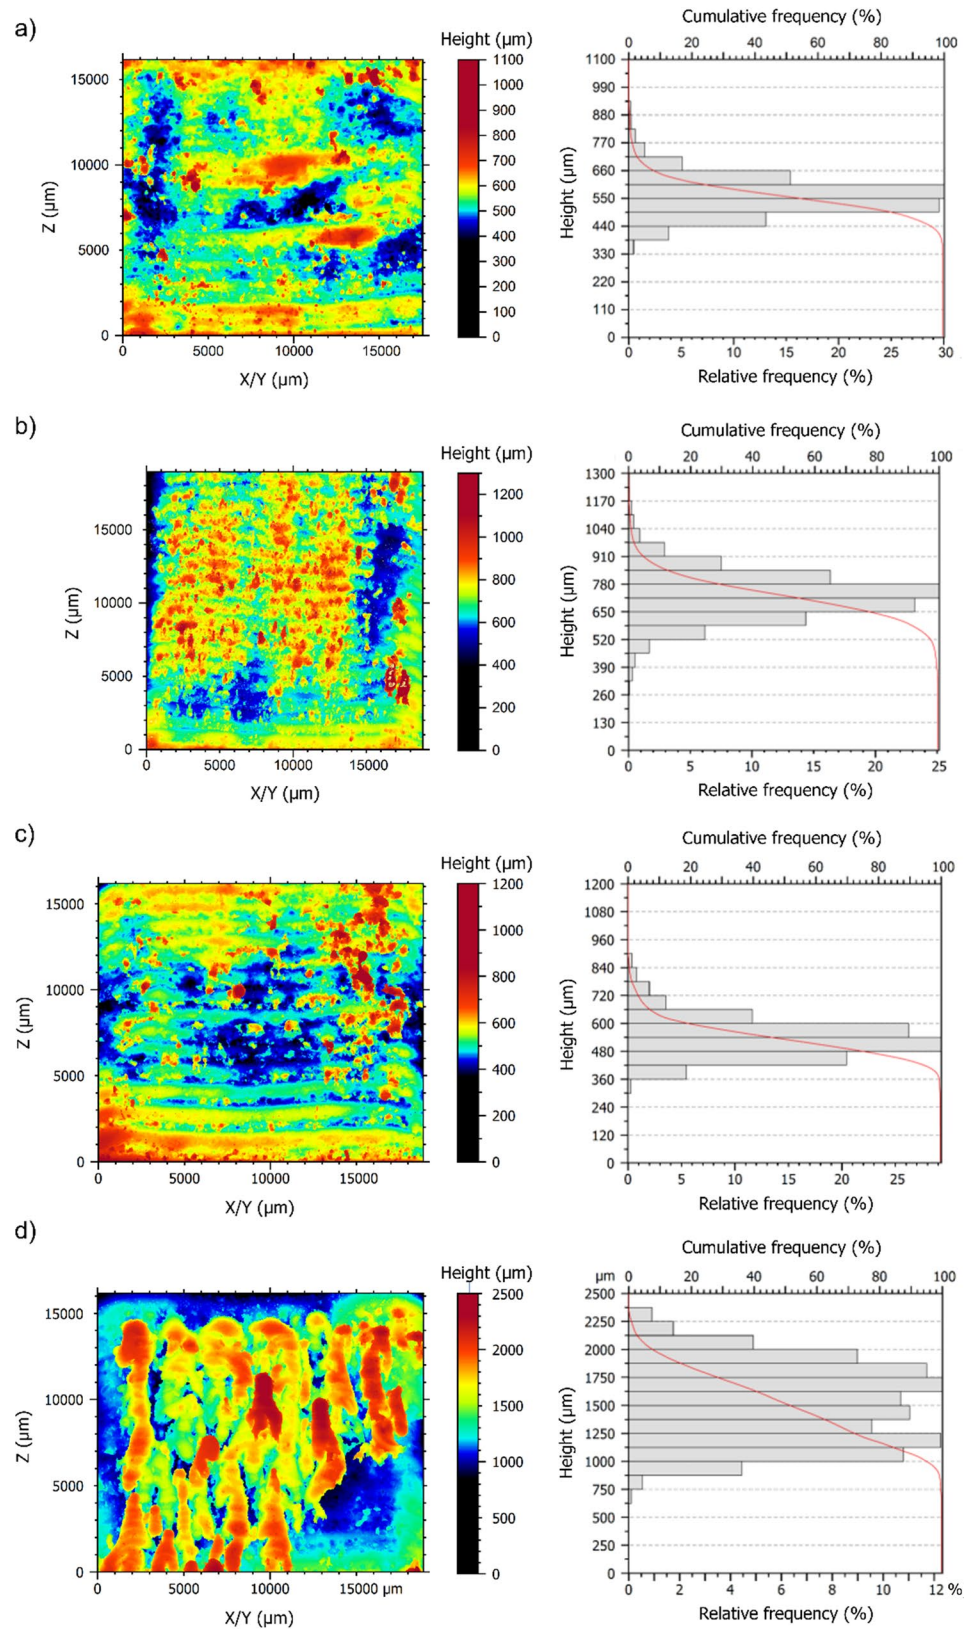 a)
Height (µm)
1100
1000
900
800
700
600
500
400
300
200
100
0
Z (µm)
15000
10000
5000
0
0 5000 10000 15000
X/Y (µm)
Cumulative frequency (%)
0 20 40 60 80 100
Height (µm)
1100
990
880
770
660
550
440
330
220
110
0
0 5 10 15 20 25 30
Relative frequency (%)
b)
Height (µm)
1200
1000
800
600
400
200
0
Z (µm)
15000
10000
5000
0
0 5000 10000 15000
X/Y (µm)
Cumulative frequency (%)
0 20 40 60 80 100
Height (µm)
1300
1170
1040
910
780
650
520
390
260
130
0
0 5 10 15 20 25
Relative frequency (%)
c)
Height (µm)
1200
1000
800
600
400
200
0
Z (µm)
15000
10000
5000
0
0 5000 10000 15000
X/Y (µm)
Cumulative frequency (%)
0 20 40 60 80 100
Height (µm)
1200
1080
960
840
720
600
480
360
240
120
0
0 5 10 15 20 25
Relative frequency (%)
d)
Height (µm)
2500
2000
1500
1000
500
0
Z (µm)
15000
10000
5000
0
0 5000 10000 15000 µm
X/Y (µm)
Cumulative frequency (%)
µm 0 20 40 60 80 100
Height (µm)
2500
2250
2000
1750
1500
1250
1000
750
500
250
0
0 2 4 6 8 10 12 %
Relative frequency (%)